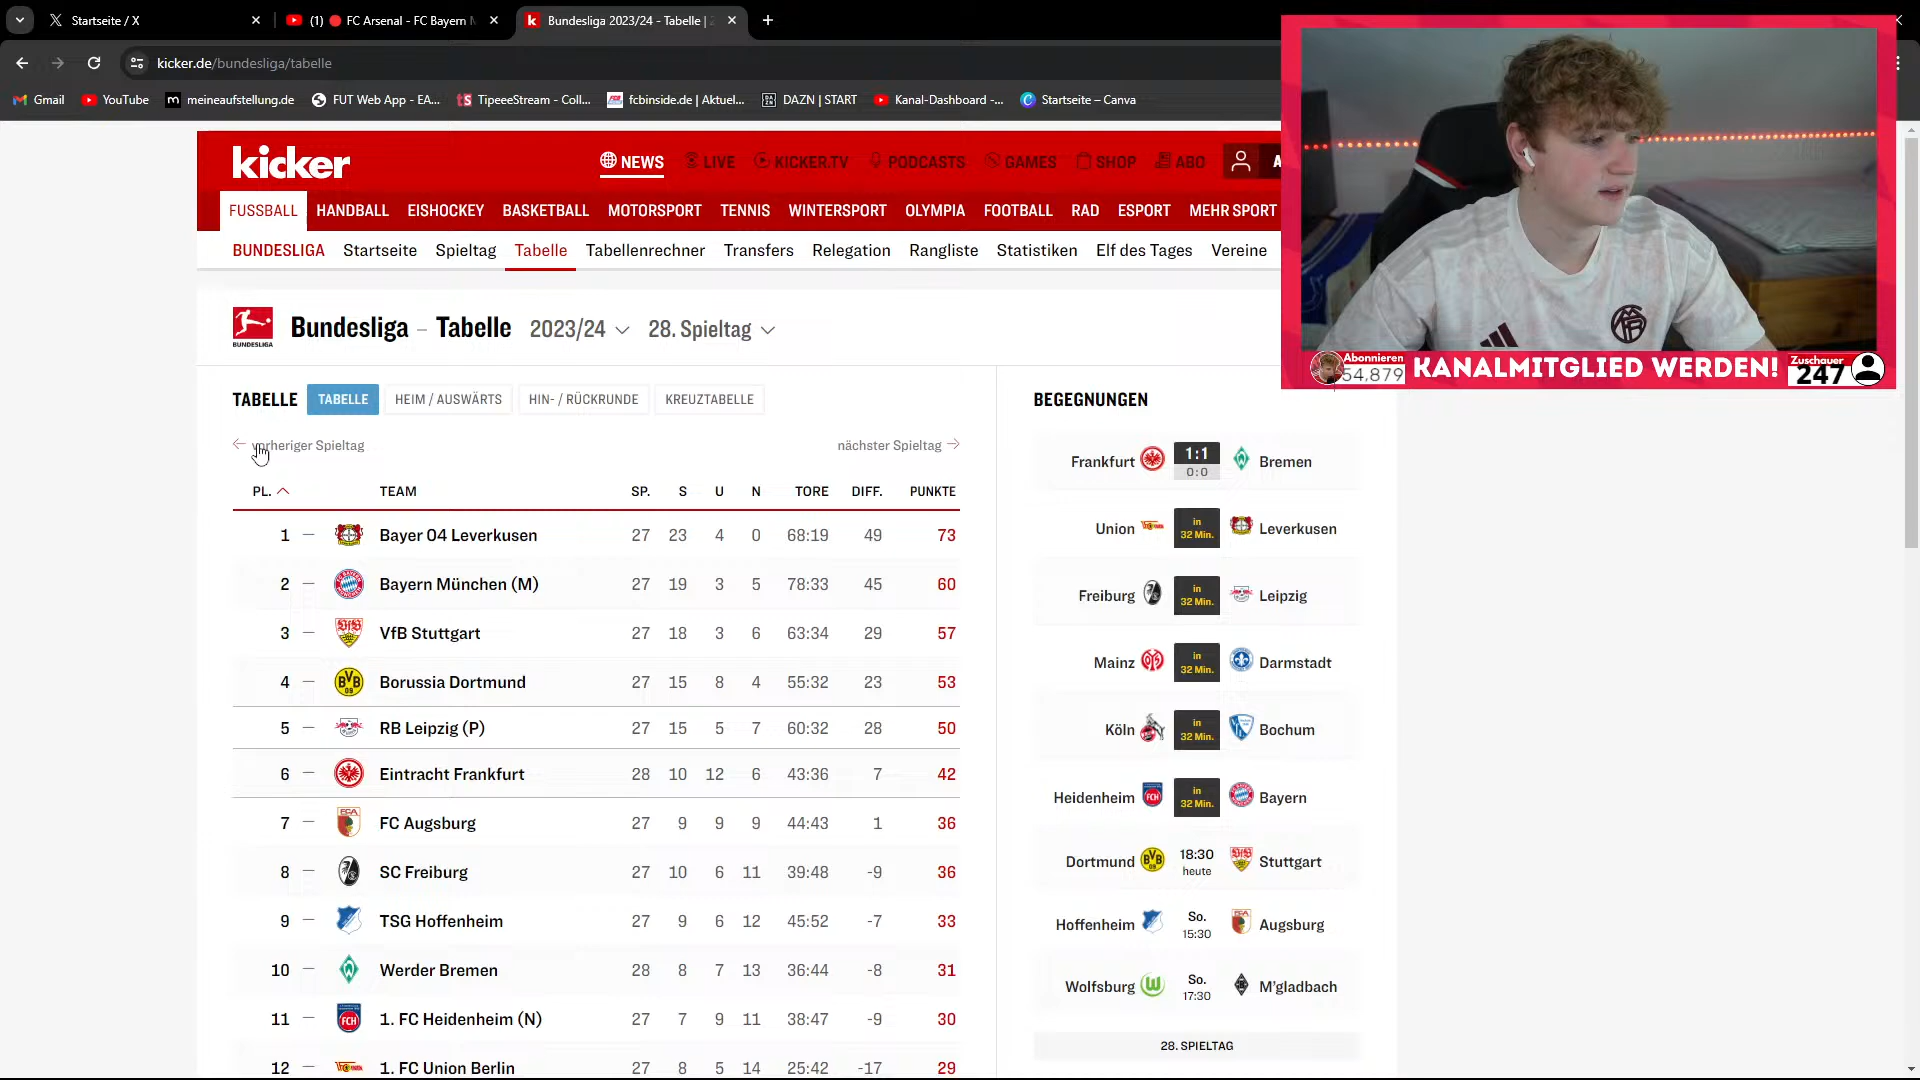 Startseite / X
(1) FC Arsenal - FC Bayern
Bundesliga 2023/24 - Tabelle |
kicker.de/bundesliga/tabelle
Gmail
YouTube
meineaufstellung.de
FUT Web App - EA...
TipeeeStream - Coll...
fcbinside.de | Aktuel...
DAZN | START
Kanal-Dashboard -...
Startseite – Canva
kicker
NEWS
LIVE
KICKER.TV
PODCASTS
GAMES
SHOP
ABO
A
FUSSBALL HANDBALL EISHOCKEY BASKETBALL MOTORSPORT TENNIS WINTERSPORT OLYMPIA FOOTBALL RAD ESPORT MEHR SPORT
BUNDESLIGA Startseite Spieltag Tabelle Tabellenrechner Transfers Relegation Rangliste Statistiken Elf des Tages Vereine
BUNDESLIGA
Bundesliga – Tabelle 2023/24 28. Spieltag
TABELLE TABELLE HEIM / AUSWÄRTS HIN- / RÜCKRUNDE KREUZTABELLE
vorheriger Spieltag nächster Spieltag
PL. TEAM SP. S U N TORE DIFF. PUNKTE
1 Bayer 04 Leverkusen 27 23 4 0 68:19 49 73
2 Bayern München (M) 27 19 3 5 78:33 45 60
3 VfB Stuttgart 27 18 3 6 63:34 29 57
4 Borussia Dortmund 27 15 8 4 55:32 23 53
5 RB Leipzig (P) 27 15 5 7 60:32 28 50
6 Eintracht Frankfurt 28 10 12 6 43:36 7 42
7 FC Augsburg 27 9 9 9 44:43 1 36
8 SC Freiburg 27 10 6 11 39:48 -9 36
9 TSG Hoffenheim 27 9 6 12 45:52 -7 33
10 Werder Bremen 28 8 7 13 36:44 -8 31
11 1. FC Heidenheim (N) 27 7 9 11 38:47 -9 30
12 1. FC Union Berlin 27 8 5 14 25:42 -17 29
BEGEGNUNGEN
Frankfurt 1:1 Bremen
0:0
Union in 32 Min. Leverkusen
Freiburg in 32 Min. Leipzig
Mainz in 32 Min. Darmstadt
Köln in 32 Min. Bochum
Heidenheim in 32 Min. Bayern
Dortmund 18:30 Stuttgart
heute
Hoffenheim So. Augsburg
15:30
Wolfsburg So. M'gladbach
17:30
28. SPIELTAG
Abonnieren
54,879
KANALMITGLIED WERDEN!
Zuschauer
247